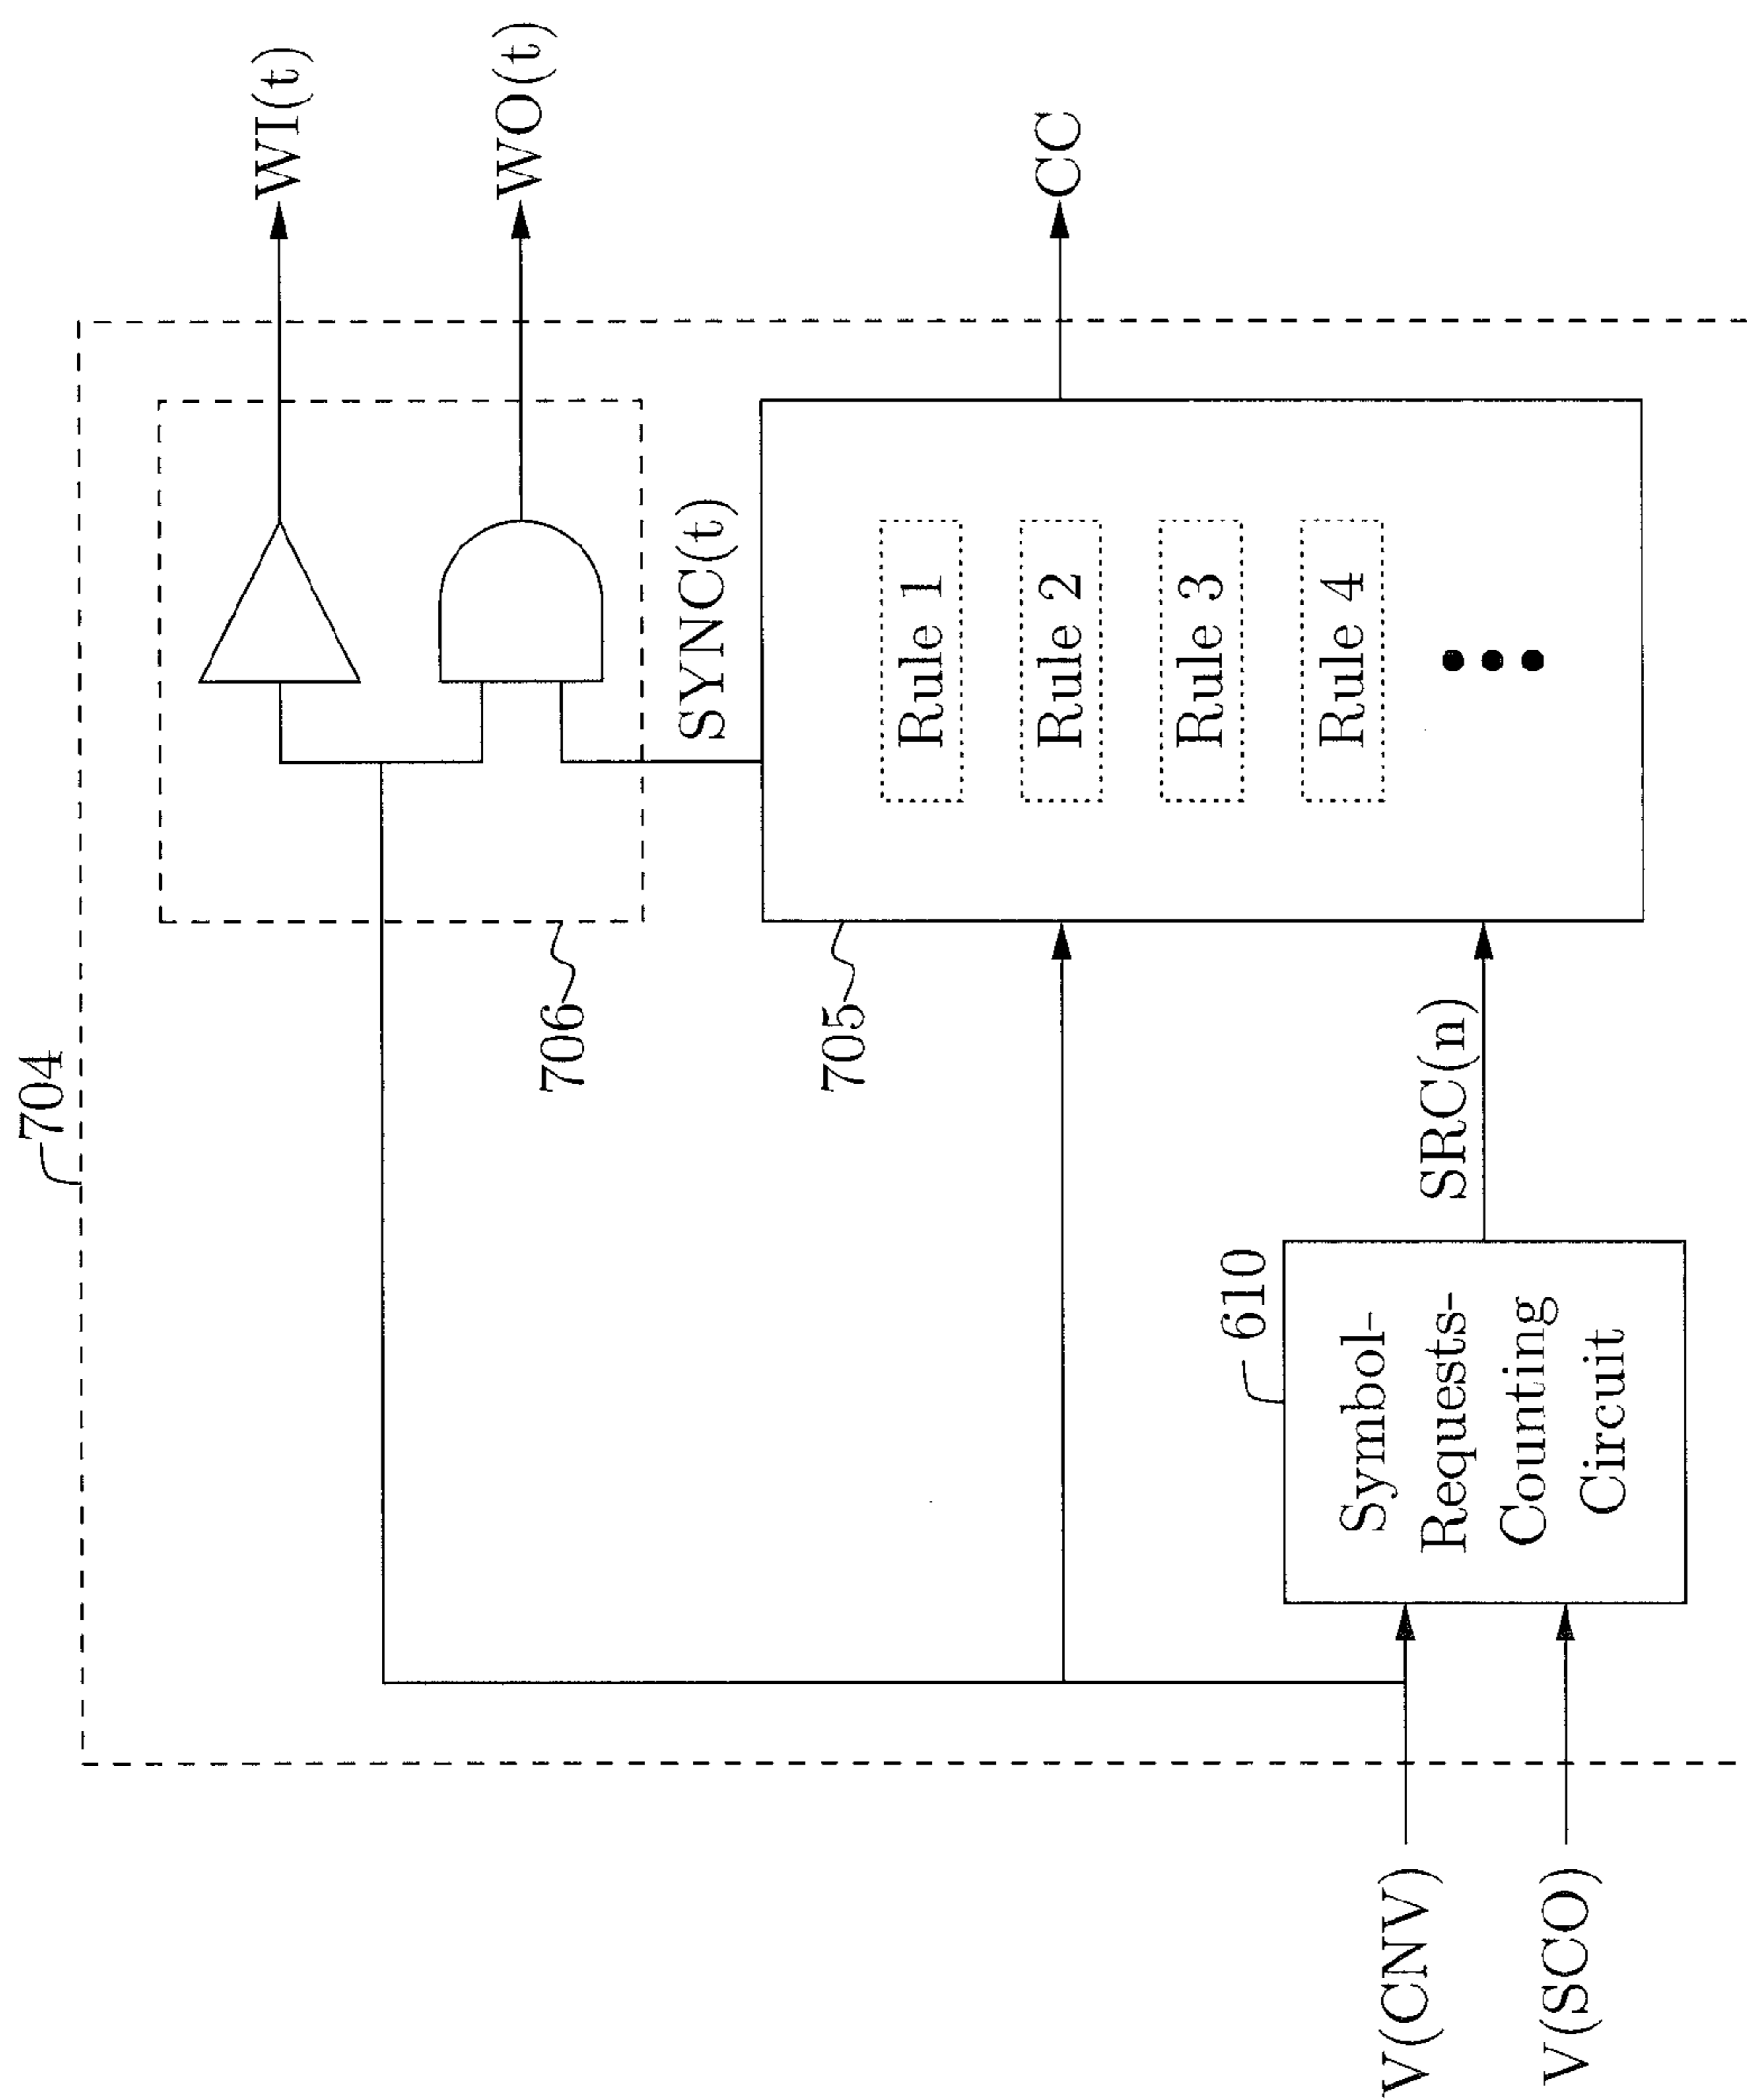 704
WI(t)
WO(t)
706
SYNC(t)
705
Rule 1
Rule 2
Rule 3
Rule 4
CC
610
Symbol-
Requests-
Counting
Circuit
SRC(n)
V(CNV)
V(SCO)